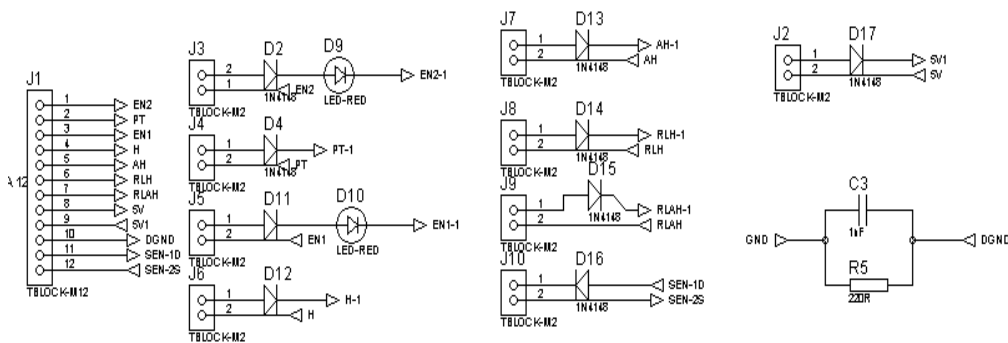 J1
1 EN2
2 PT
3 EN1
4 H
5 AH
6 RLH
7 RLAH
8 5V
9 5V1
10 DGND
11 SEN-1D
12 SEN-2S
TBLOCK-M12
J3 D2 D9
2 EN2-1
1 EN2
TBLOCK-M2 1N4148 LED-RED
J4 D4
1 PT-1
2 PT
TBLOCK-M2 1N4148
J5 D11 D10
1 EN1-1
2 EN1
TBLOCK-M2 LED-RED
J6 D12
1 H-1
2 H
TBLOCK-M2
J7 D13
1 AH-1
2 AH
TBLOCK-M2 1N4148
J8 D14
1 RLH-1
2 RLH
TBLOCK-M2 1N4148
J9 D15
1 RLAH-1
2 RLAH
TBLOCK-M2 1N4148
J10 D16
1 SEN-1D
2 SEN-2S
TBLOCK-M2 1N4148
J2 D17
1 5V1
2 5V
TBLOCK-M2 1N4148
C3
GND DGND
R5
220R